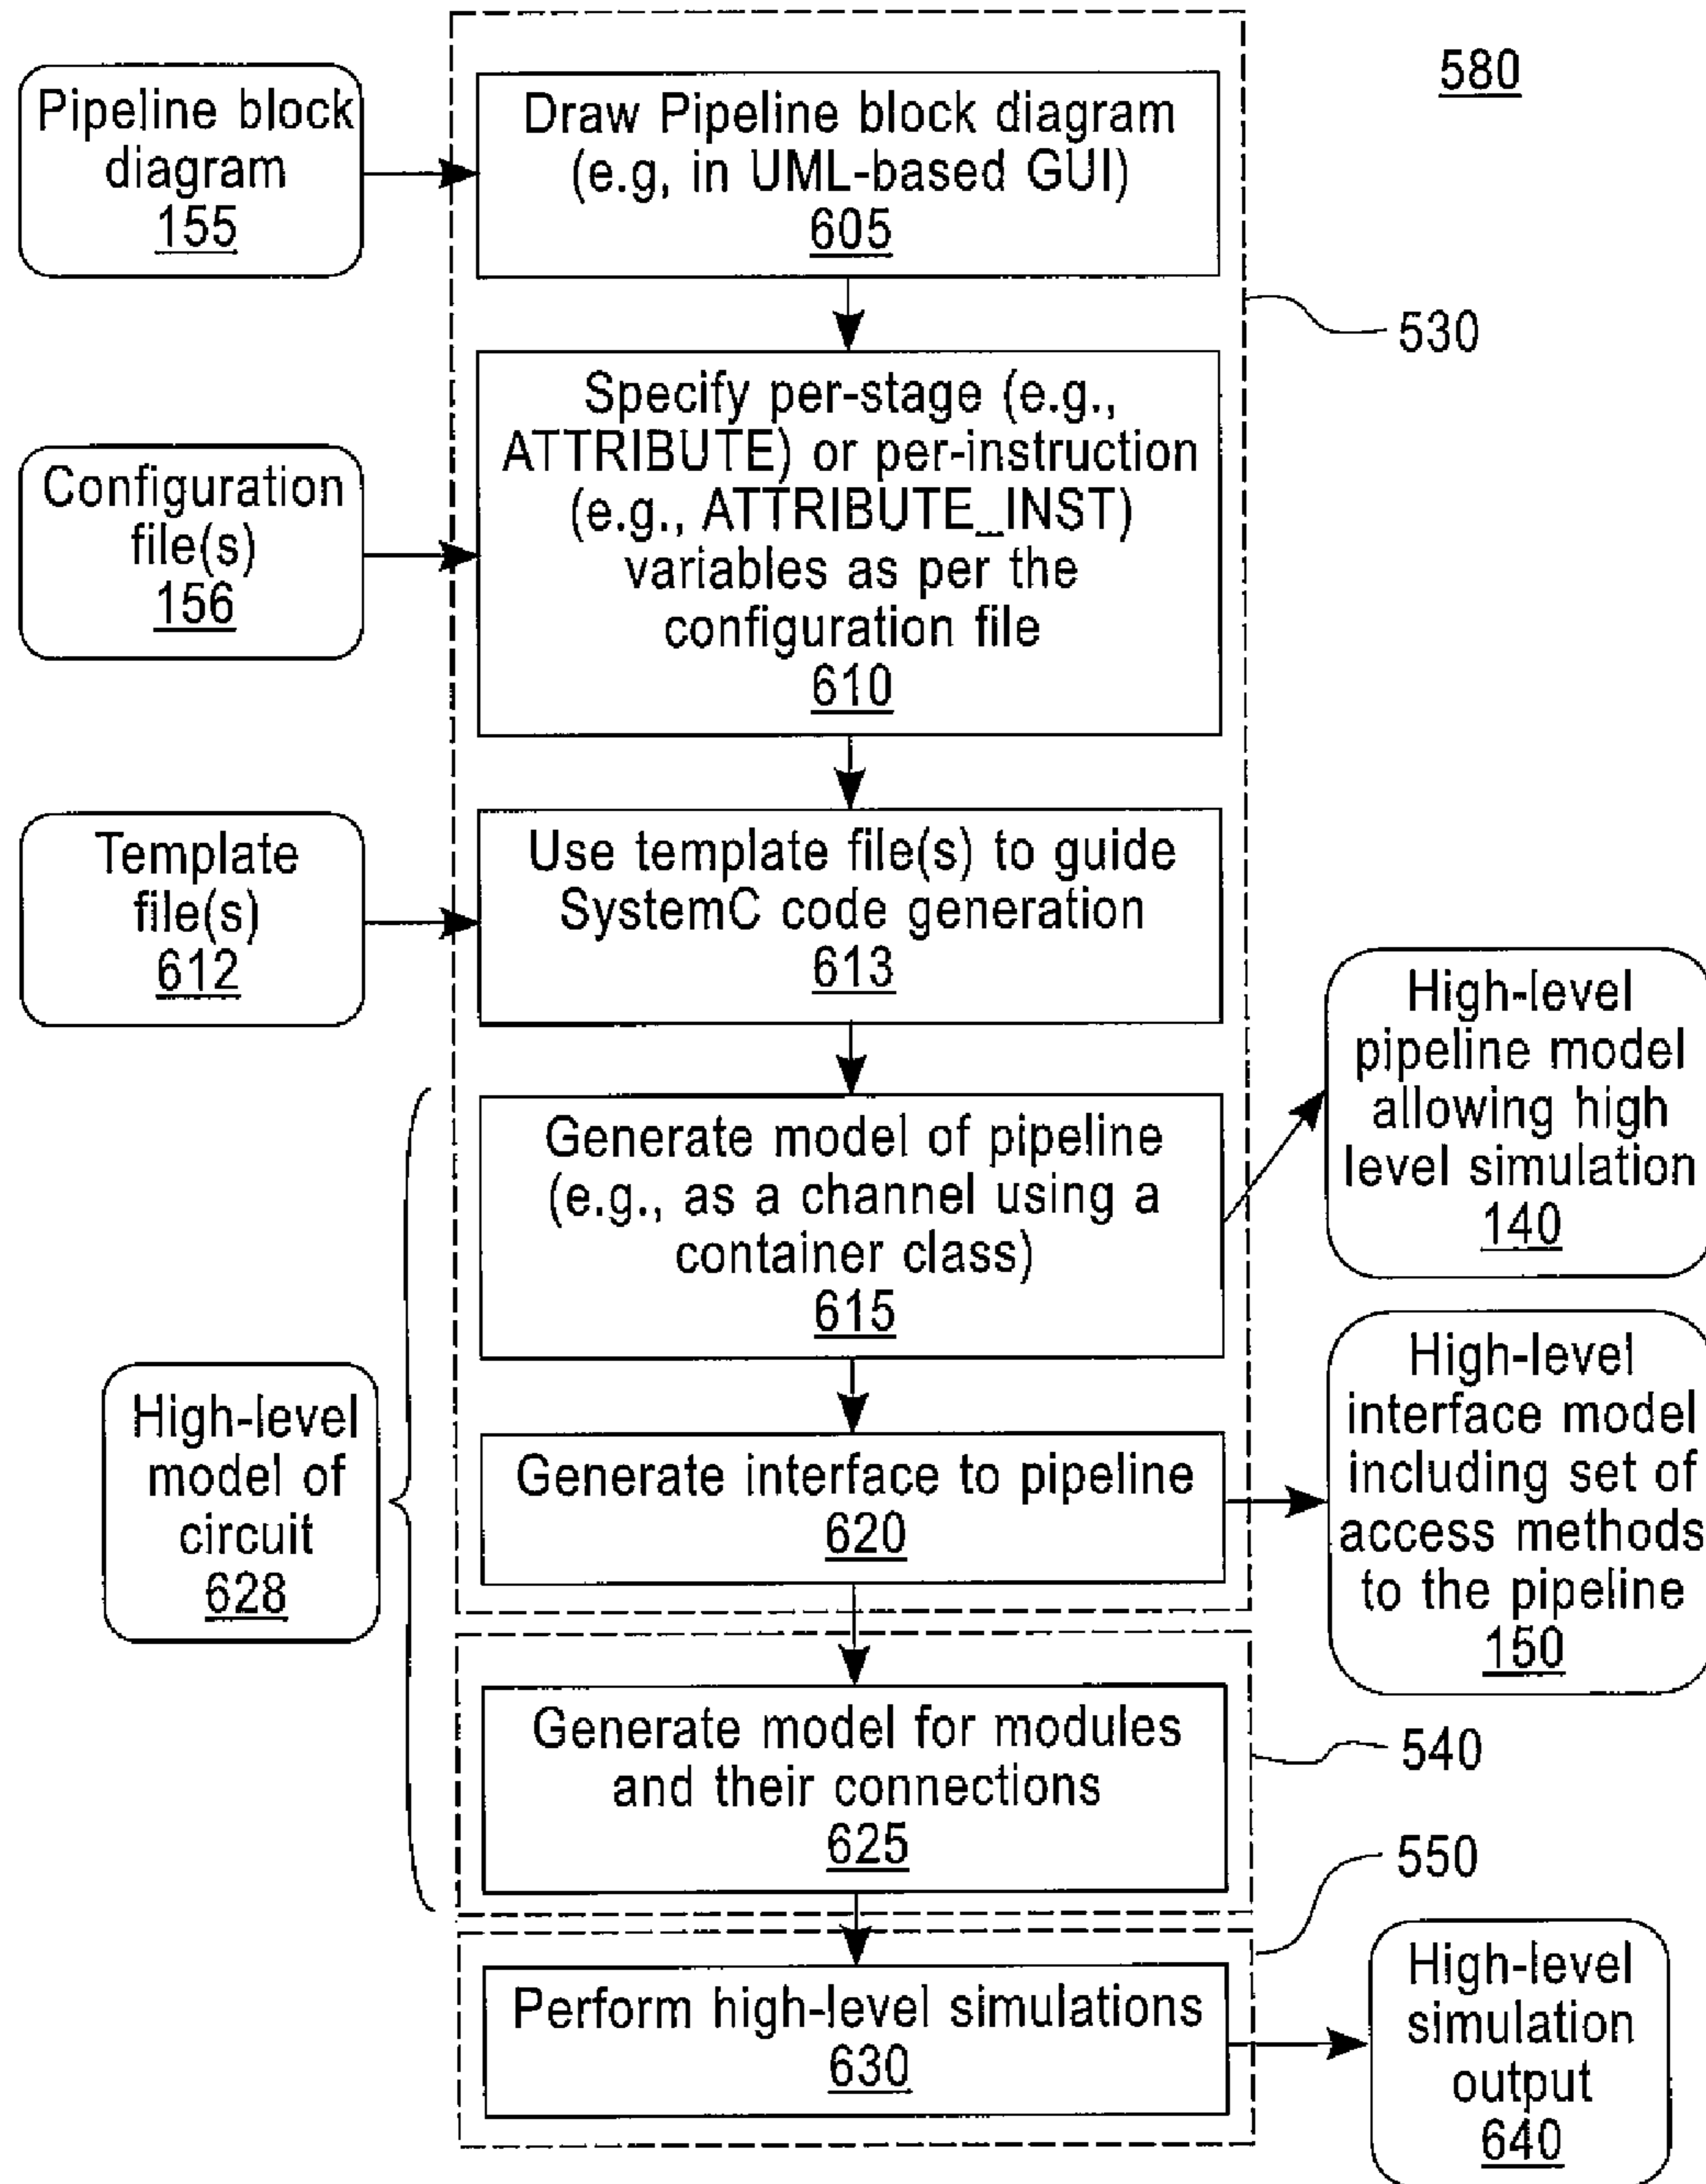 580
Pipeline block
diagram
155
Draw Pipeline block diagram
(e.g, in UML-based GUI)
605
530
Configuration
file(s)
156
Specify per-stage (e.g.,
ATTRIBUTE) or per-instruction
(e.g., ATTRIBUTE_INST)
variables as per the
configuration file
610
Template
file(s)
612
Use template file(s) to guide
SystemC code generation
613
Generate model of pipeline
(e.g., as a channel using a
container class)
615
High-level
pipeline model
allowing high
level simulation
140
High-level
model of
circuit
628
Generate interface to pipeline
620
High-level
interface model
including set of
access methods
to the pipeline
150
Generate model for modules
and their connections
625
540
550
Perform high-level simulations
630
High-level
simulation
output
640